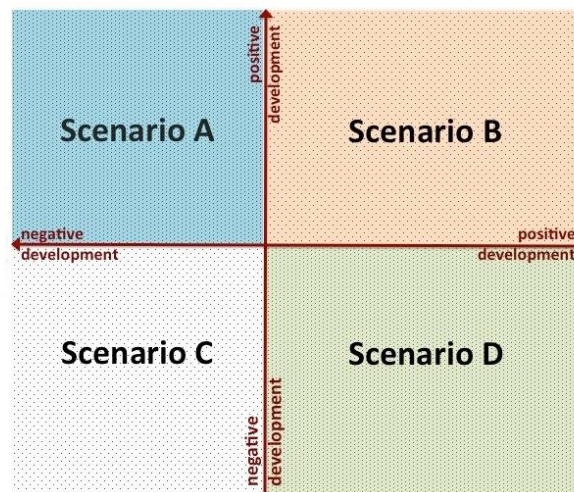 positive
development
Scenario A
Scenario B
negative
development
positive
development
Scenario C
Scenario D
negative
development